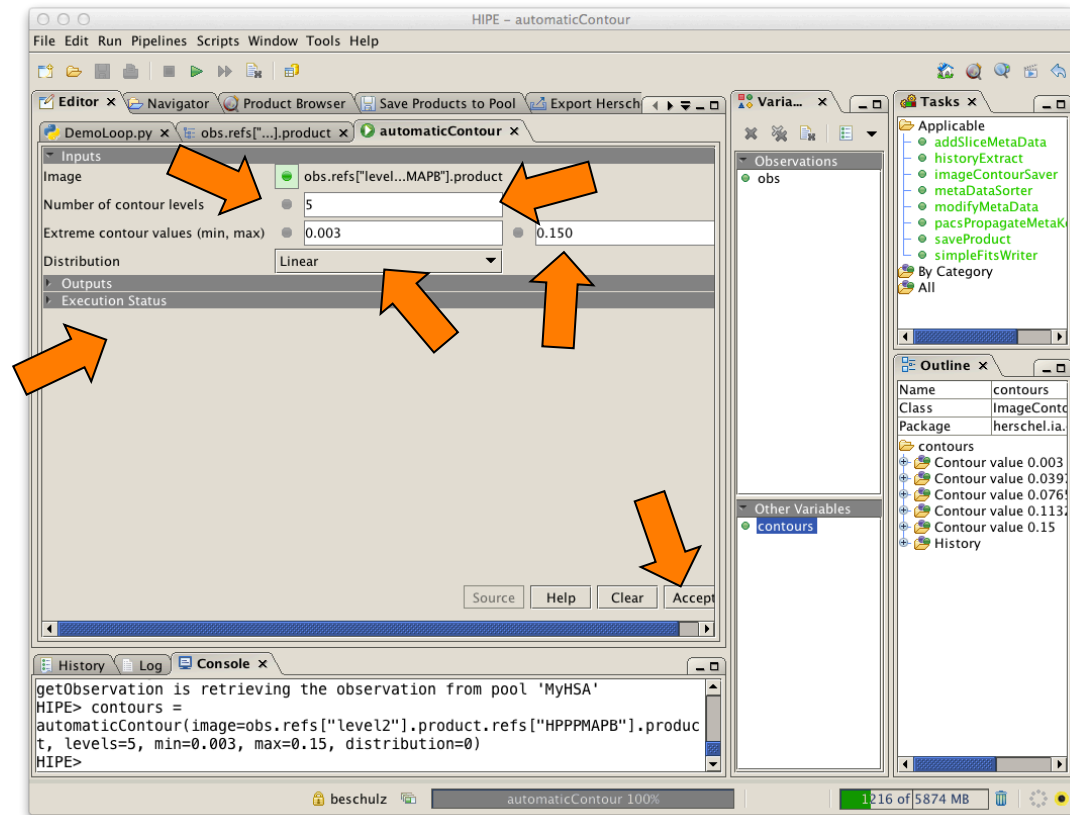 HIPE – automaticContour
File Edit Run Pipelines Scripts Window Tools Help
Editor
Navigator
Product Browser
Save Products to Pool
Export Hersch
DemoLoop.py
obs.refs["...].product
automaticContour
Inputs
Image
obs.refs["level...MAPB"].product
Number of contour levels
5
Extreme contour values (min, max)
0.003
0.150
Distribution
Linear
Outputs
Execution Status
Source
Help
Clear
Accept
History
Log
Console
getObservation is retrieving the observation from pool 'MyHSA'
HIPE> contours =
automaticContour(image=obs.refs["level2"].product.refs["HPPPMAPB"].produc
t, levels=5, min=0.003, max=0.15, distribution=0)
HIPE>
Varia...
Observations
obs
Other Variables
contours
Tasks
Applicable
addSliceMetaData
historyExtract
imageContourSaver
metaDataSorter
modifyMetaData
pacsPropagateMetaK
saveProduct
simpleFitsWriter
By Category
All
Outline
Name contours
Class ImageConto
Package herschel.ia.
contours
Contour value 0.003
Contour value 0.0397
Contour value 0.0765
Contour value 0.1132
Contour value 0.15
History
beschulz
automaticContour 100%
1216 of 5874 MB